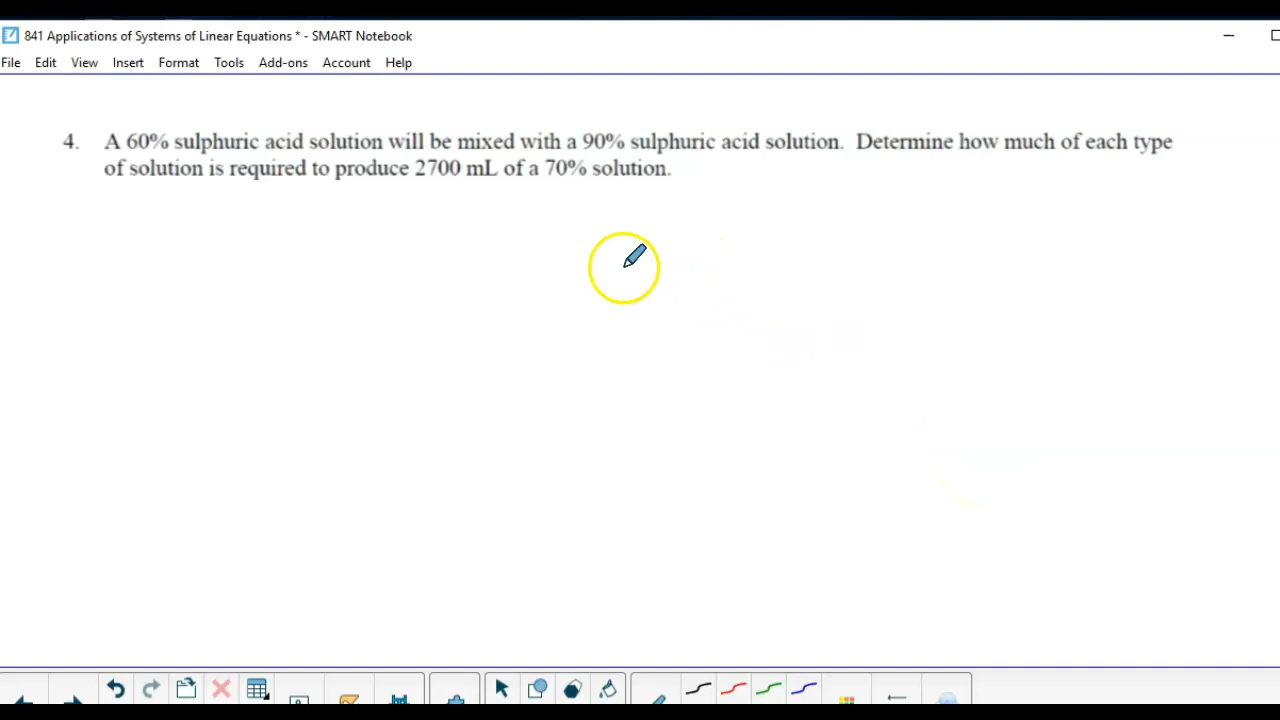 841 Applications of Systems of Linear Equations * - SMART Notebook
File Edit View Insert Format Tools Add-ons Account Help
4. A 60% sulphuric acid solution will be mixed with a 90% sulphuric acid solution. Determine how much of each type
of solution is required to produce 2700 mL of a 70% solution.